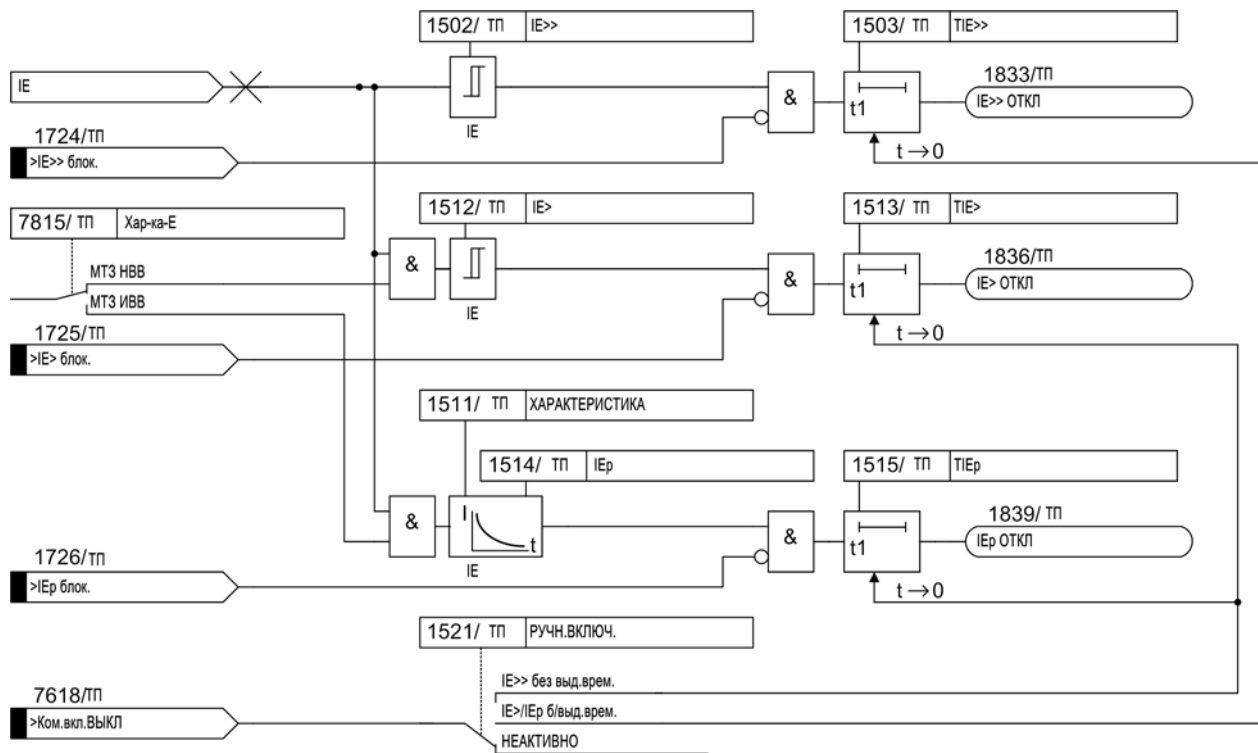 1502/ ТП IE>>
1503/ ТП TIE>>
IE
IE
&
t1
1833/ТП
IE>> ОТКЛ
t→0
1724/ТП
>IE>> блок.
7815/ ТП Хар-ка-E
МТЗ НВВ
МТЗ ИВВ
1512/ ТП IE>
1513/ ТП TIE>
&
IE
&
t1
1836/ТП
IE> ОТКЛ
t→0
1725/ТП
>IE> блок.
1511/ ТП ХАРАКТЕРИСТИКА
1514/ ТП IEp
1515/ ТП TIEp
&
I
t
IE
&
t1
1839/ТП
IEp ОТКЛ
t→0
1726/ТП
>IEp блок.
1521/ ТП РУЧН.ВКЛЮЧ.
7618/ТП
>Ком.вкл.ВЫКЛ
IE>> без выд.врем.
IE>/IEp б/выд.врем.
НЕАКТИВНО